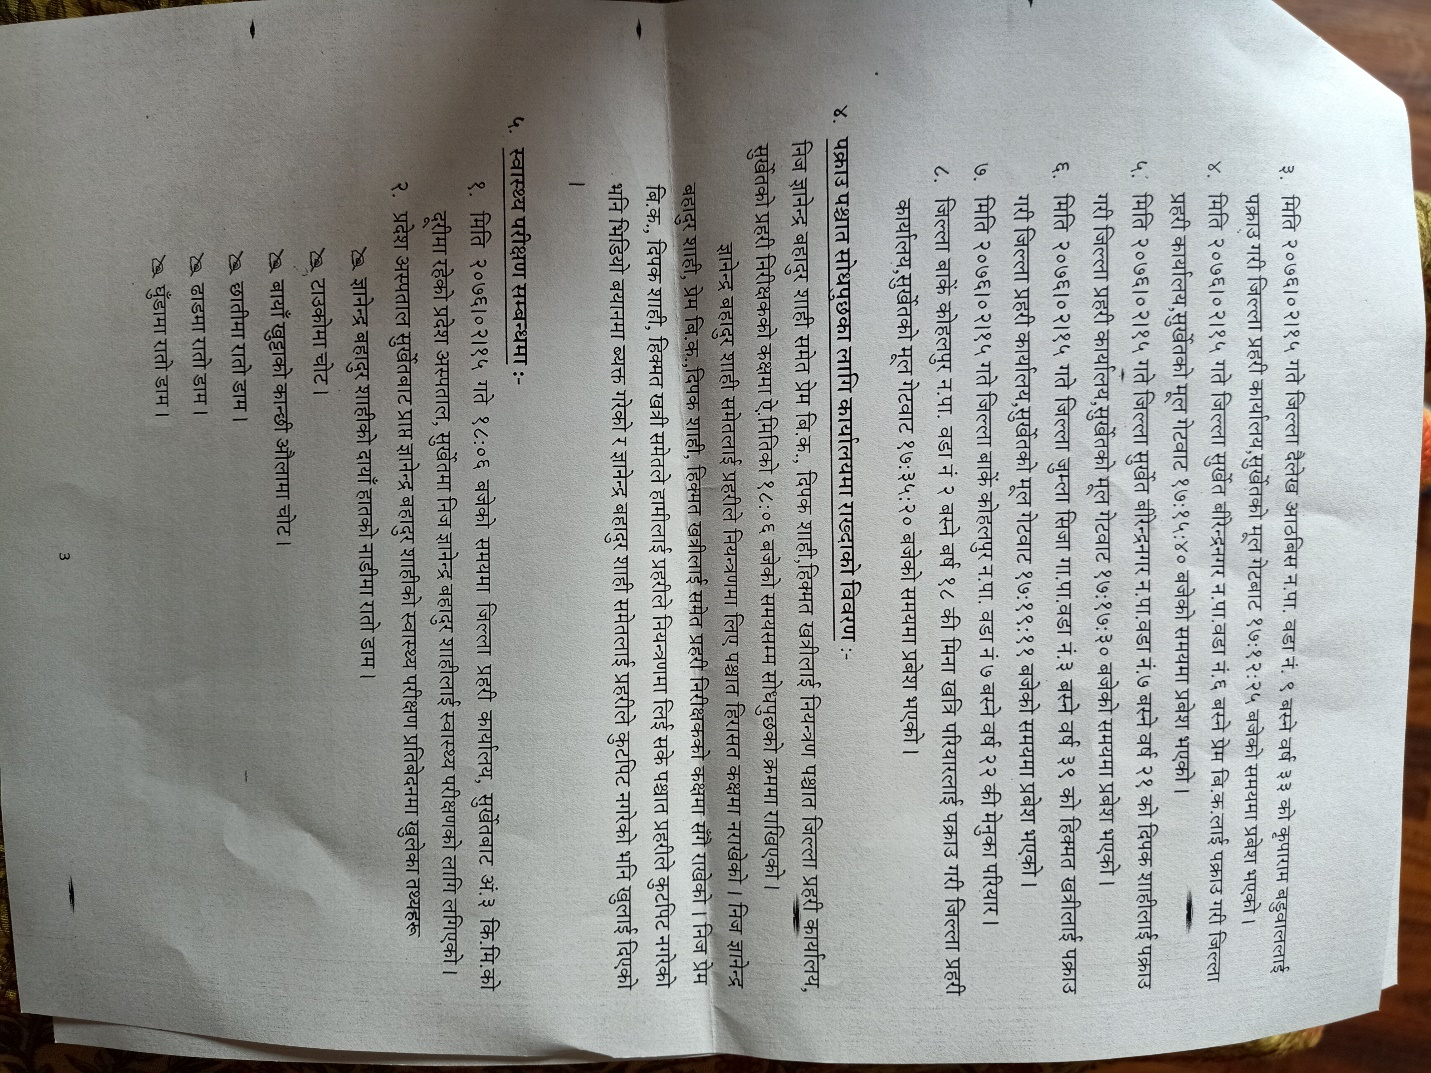 ३. मिति २०७६।०२।१५ गते जिल्ला दैलेख आठबिस न.पा. वडा नं. ९ बस्ने वर्ष ३३ को कृपाराम बडुवाललाई
पक्राउ गरी जिल्ला प्रहरी कार्यालय,सुर्खेतको मूल गेटबाट १७:१२:३५ बजेको समयमा प्रवेश भएको ।
४. मिति २०७६।०२।१५ गते जिल्ला सुर्खेत बीरेन्द्रनगर न.पा.वडा नं.६ बस्ने प्रेम बि.क.लाई पक्राउ गरी जिल्ला
प्रहरी कार्यालय,सुर्खेतको मूल गेटबाट १७:१५:४० बजेको समयमा प्रवेश भएको ।
५. मिति २०७६।०२।१५ गते जिल्ला सुर्खेत बीरेन्द्रनगर न.पा.वडा नं.७ बस्ने वर्ष २१ को दिपक शाहीलाई पक्राउ
गरी जिल्ला प्रहरी कार्यालय,सुर्खेतको मूल गेटबाट १७:१७:३० बजेको समयमा प्रवेश भएको ।
६. मिति २०७६।०२।१५ गते जिल्ला जुम्ला सिंजा गा.पा.वडा नं.३ बस्ने वर्ष ३९ को हिक्मत खत्रीलाई पक्राउ
गरी जिल्ला प्रहरी कार्यालय,सुर्खेतको मूल गेटबाट १७:१९:११ बजेको समयमा प्रवेश भएको ।
७. मिति २०७६।०२।१५ गते जिल्ला बाकें कोहलपुर न.पा. वडा नं ७ बस्ने वर्ष २२ की मेनुका परियार ।
८. जिल्ला बाकें कोहलपुर न.पा. वडा नं २ बस्ने वर्ष १८ की मिना खत्रि परियारलाई पक्राउ गरी जिल्ला प्रहरी
कार्यालय,सुर्खेतको मूल गेटबाट १७:३५:२० बजेको समयमा प्रवेश भएको ।
४. पक्राउ पश्चात सोधपुछका लागि कार्यालयमा राख्दाको विवरण :-
निज ज्ञानेन्द्र बहादुर शाही समेत प्रेम बि.क., दिपक शाही,हिक्मत खत्रीलाई नियन्त्रण पश्चात जिल्ला प्रहरी कार्यालय,
सुर्खेतको प्रहरी निरीक्षकको कक्षमा ऐ.मितिको १८:०६ बजेको समयसम्म सोधपुछको क्रममा राखिएको ।
ज्ञानेन्द्र बहादुर शाही समेतलाई प्रहरीले नियन्त्रणमा लिए पश्चात हिरासत कक्षमा नराखेको । निज ज्ञानेन्द्र
बहादुर शाही, प्रेम बि.क., दिपक शाही, हिक्मत खत्रीलाई समेत प्रहरी निरीक्षकको कक्षमा सँगै राखेको । निज प्रेम
बि.क., दिपक शाही, हिक्मत खत्री समेतले हामीलाई प्रहरीले नियन्त्रणमा लिई सके पश्चात प्रहरीले कुटपिट नगरेको
भनि भिडियो बयानमा ब्यक्त गरेको र ज्ञानेन्द्र बहादुर शाही समेतलाई प्रहरीले कुटपिट नगरेको भनि खुलाई दिएको
।
५. स्वास्थ्य परीक्षण सम्वन्धमा :-
१. मिति २०७६।०२।१५ गते १८:०६ बजेको समयमा जिल्ला प्रहरी कार्यालय, सुर्खेतबाट अं.३ कि.मि.को
दूरीमा रहेको प्रदेश अस्पताल, सुर्खेतमा निज ज्ञानेन्द्र बहादुर शाहीलाई स्वास्थ्य परीक्षणको लागि लगिएको ।
२. प्रदेश अस्पताल सुर्खेतबाट प्राप्त ज्ञानेन्द्र बहादुर शाहीको स्वास्थ्य परीक्षण प्रतिवेदनमा खुलेका तथ्यहरू
ज्ञानेन्द्र बहादुर शाहीको दायाँ हातको नाडीमा रातो डाम ।
टाउकोमा चोट ।
बायाँ खुट्टाको कान्छी औलामा चोट ।
छातीमा रातो डाम ।
ढाडमा रातो डाम ।
घुँडामा रातो डाम ।
3